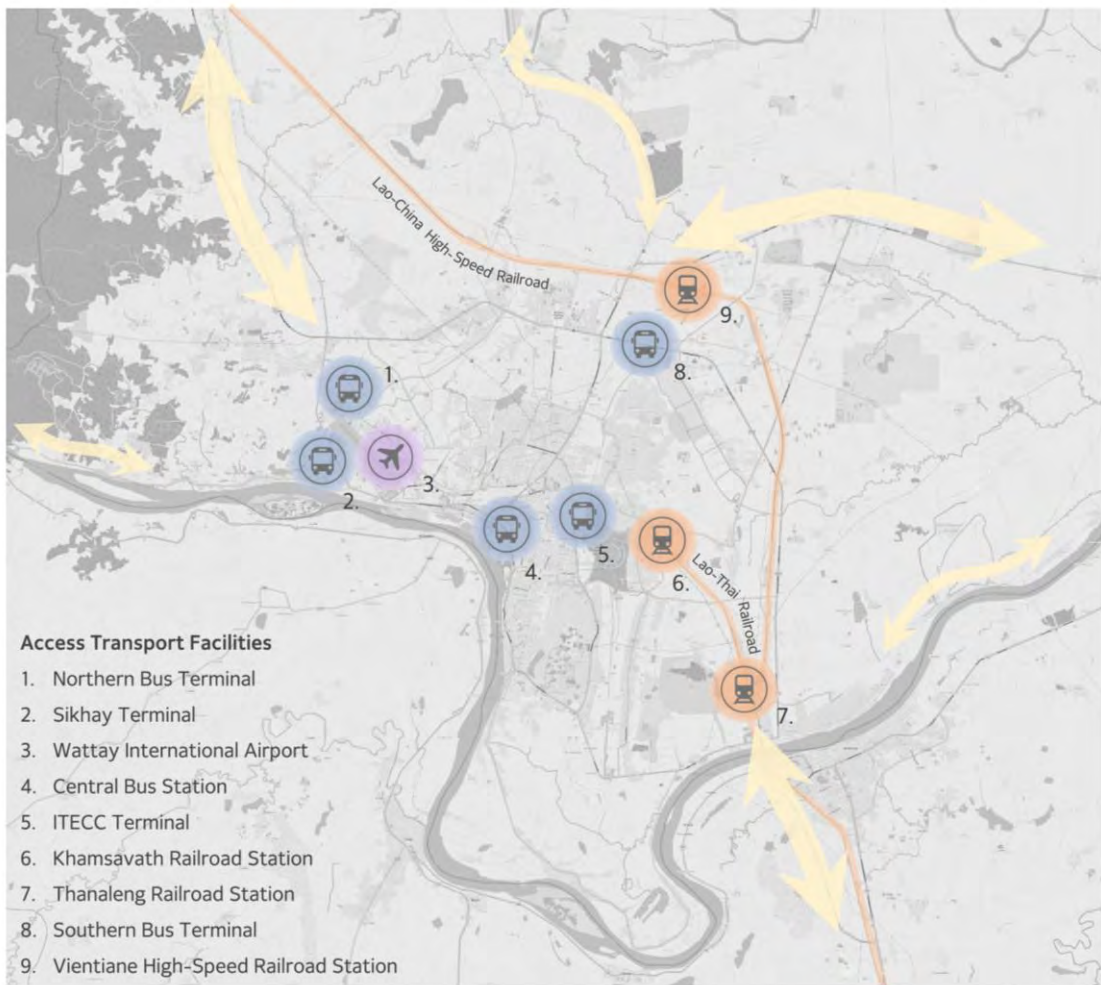 Lao-China High-Speed Railroad
9.
8.
1.
3.
2.
5.
4.
6.
Lao-Thai Railroad
7.
Access Transport Facilities
1. Northern Bus Terminal
2. Sikhay Terminal
3. Wattay International Airport
4. Central Bus Station
5. ITECC Terminal
6. Khamsavath Railroad Station
7. Thanaleng Railroad Station
8. Southern Bus Terminal
9. Vientiane High-Speed Railroad Station